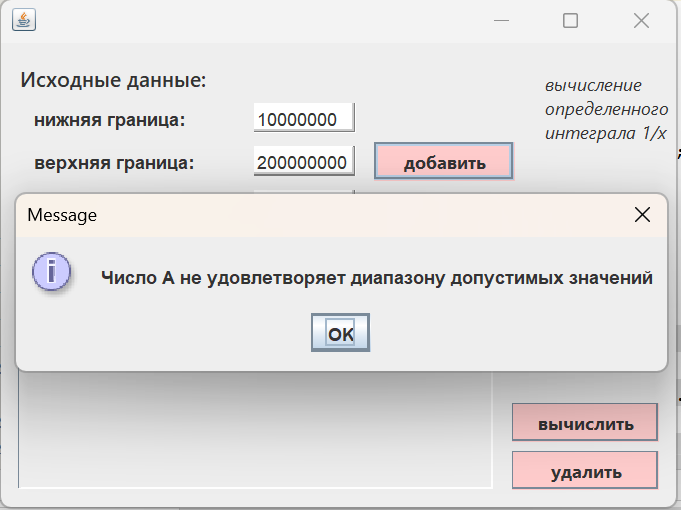 Исходные данные:
вычисление
определенного
интеграла 1/x
нижняя граница:
10000000
верхняя граница:
200000000
добавить
Message
Число А не удовлетворяет диапазону допустимых значений
OK
вычислить
удалить